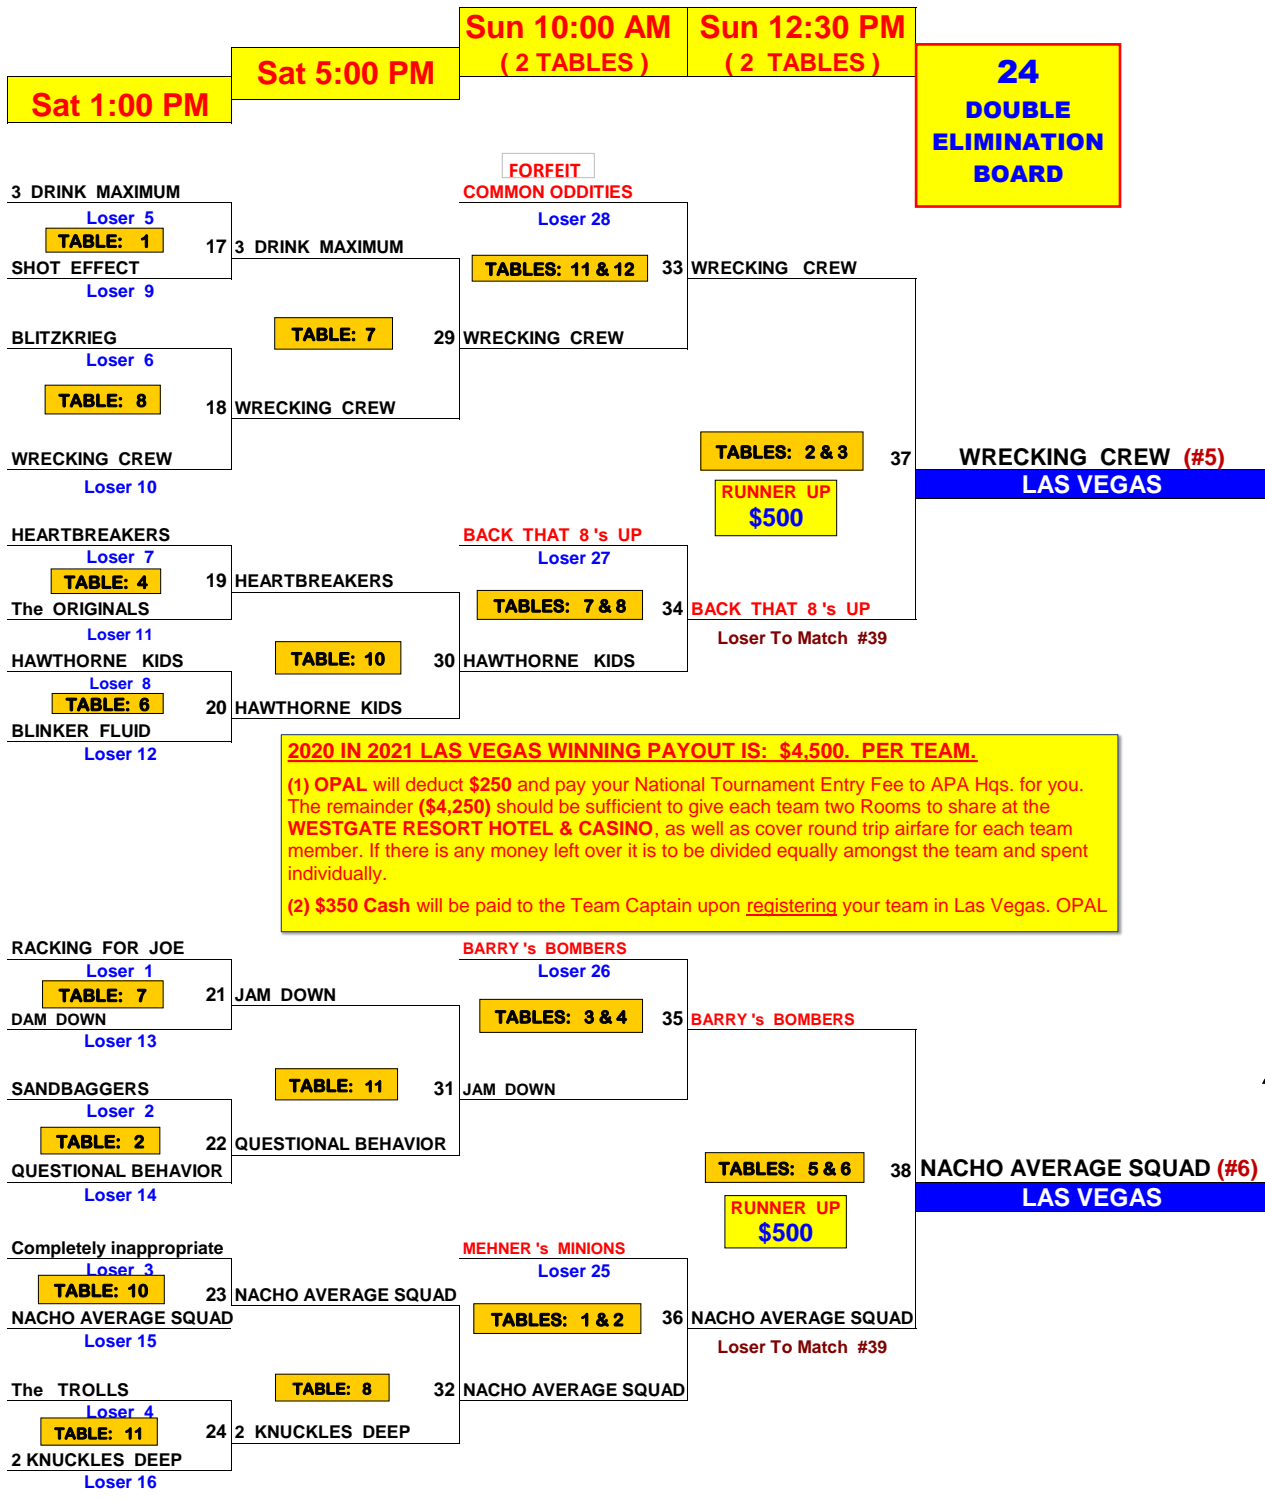 Sun 10:00 AM
( 2 TABLES )
Sun 12:30 PM
( 2 TABLES )
Sat 5:00 PM
Sat 1:00 PM
24
DOUBLE
ELIMINATION
BOARD
FORFEIT
3 DRINK MAXIMUM
COMMON ODDITIES
Loser 5
Loser 28
TABLE: 1
17 3 DRINK MAXIMUM
SHOT EFFECT
TABLES: 11 & 12
33 WRECKING CREW
Loser 9
BLITZKRIEG
TABLE: 7
29 WRECKING CREW
Loser 6
TABLE: 8
18 WRECKING CREW
WRECKING CREW
TABLES: 2 & 3
37 WRECKING CREW (#5)
Loser 10
LAS VEGAS
RUNNER UP
$500
HEARTBREAKERS
BACK THAT 8 's UP
Loser 7
Loser 27
TABLE: 4
19 HEARTBREAKERS
The ORIGINALS
TABLES: 7 & 8
34 BACK THAT 8 's UP
Loser 11
Loser To Match #39
HAWTHORNE KIDS
TABLE: 10
30 HAWTHORNE KIDS
Loser 8
TABLE: 6
20 HAWTHORNE KIDS
BLINKER FLUID
Loser 12
2020 IN 2021 LAS VEGAS WINNING PAYOUT IS: $4,500. PER TEAM.
(1) OPAL will deduct $250 and pay your National Tournament Entry Fee to APA Hqs. for you.
The remainder ($4,250) should be sufficient to give each team two Rooms to share at the
WESTGATE RESORT HOTEL & CASINO, as well as cover round trip airfare for each team
member. If there is any money left over it is to be divided equally amongst the team and spent
individually.
(2) $350 Cash will be paid to the Team Captain upon registering your team in Las Vegas. OPAL
RACKING FOR JOE
BARRY 's BOMBERS
Loser 1
Loser 26
TABLE: 7
21 JAM DOWN
DAM DOWN
TABLES: 3 & 4
35 BARRY 's BOMBERS
Loser 13
SANDBAGGERS
TABLE: 11
31 JAM DOWN
Loser 2
TABLE: 2
22 QUESTIONAL BEHAVIOR
QUESTIONAL BEHAVIOR
TABLES: 5 & 6
38 NACHO AVERAGE SQUAD (#6)
Loser 14
LAS VEGAS
RUNNER UP
$500
Completely inappropriate
MEHNER 's MINIONS
Loser 3
Loser 25
TABLE: 10
23 NACHO AVERAGE SQUAD
NACHO AVERAGE SQUAD
TABLES: 1 & 2
36 NACHO AVERAGE SQUAD
Loser 15
Loser To Match #39
The TROLLS
TABLE: 8
32 NACHO AVERAGE SQUAD
Loser 4
TABLE: 11
24 2 KNUCKLES DEEP
2 KNUCKLES DEEP
Loser 16